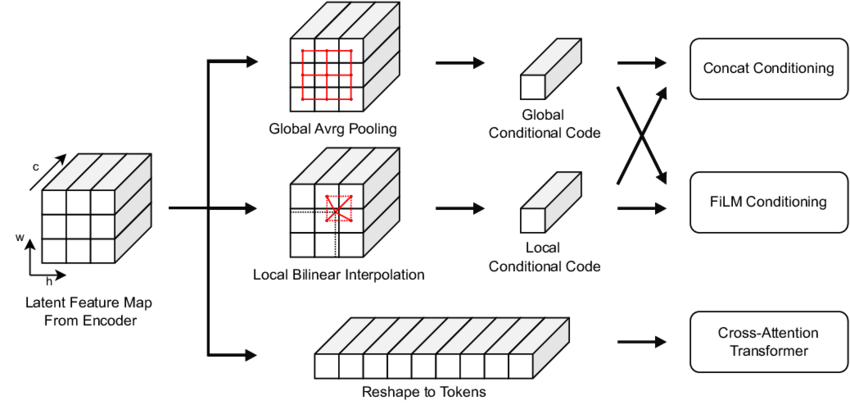 Global Avrg Pooling
Global
Conditional Code
Concat Conditioning
c
w
h
Latent Feature Map
From Encoder
Local Bilinear Interpolation
Local
Conditional Code
FiLM Conditioning
Reshape to Tokens
Cross-Attention
Transformer